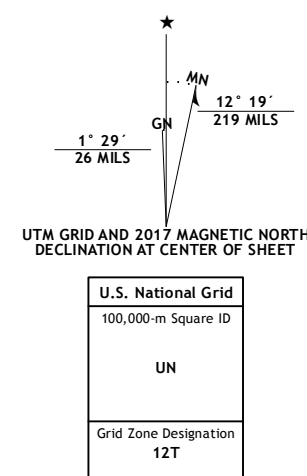 MN
GN
12° 19´
219 MILS
1° 29´
26 MILS
UTM GRID AND 2017 MAGNETIC NORTH
DECLINATION AT CENTER OF SHEET
U.S. National Grid
100,000-m Square ID
UN
Grid Zone Designation
12T